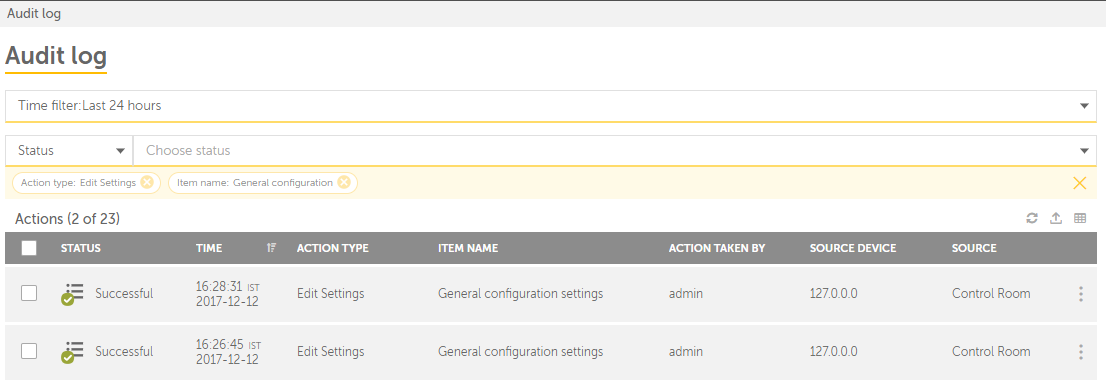 Audit log
Audit log
Time filter:Last 24 hours
Status Choose status
Action type: Edit Settings Item name: General configuration
Actions (2 of 23)
STATUS TIME ACTION TYPE ITEM NAME ACTION TAKEN BY SOURCE DEVICE SOURCE
Successful 16:28:31 IST Edit Settings General configuration settings admin 127.0.0.0 Control Room
2017-12-12
Successful 16:26:45 IST Edit Settings General configuration settings admin 127.0.0.0 Control Room
2017-12-12